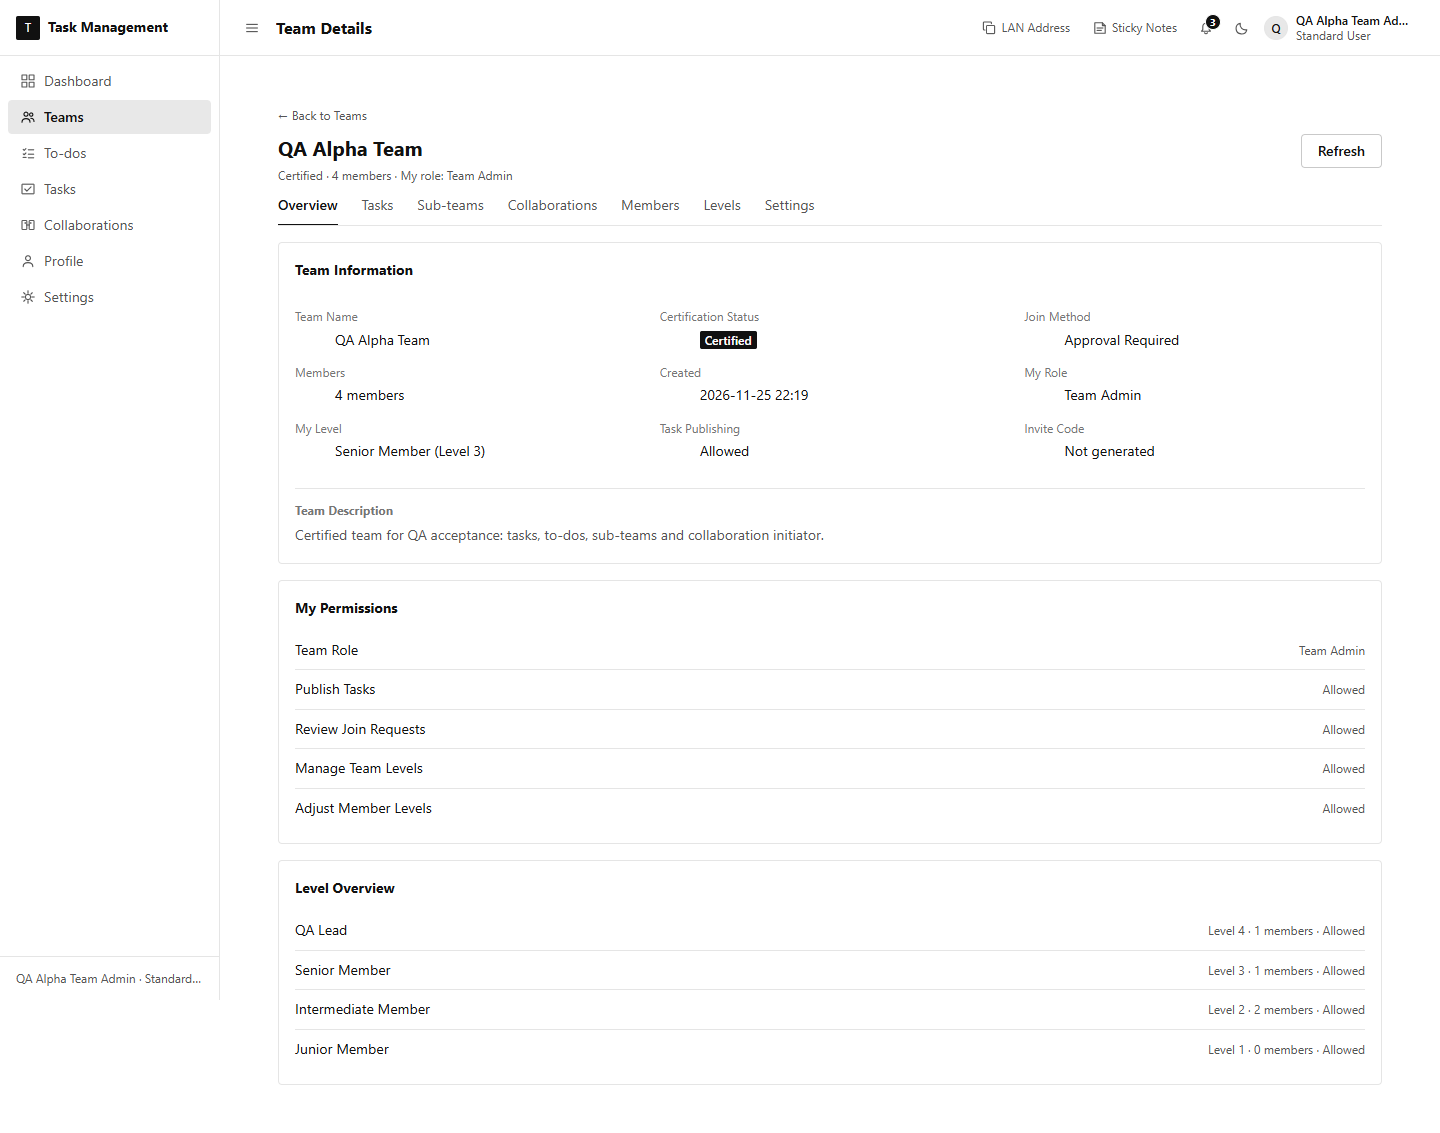 T Task Management
Team Details
LAN Address
Sticky Notes
3
Q
QA Alpha Team Ad...
Standard User
Dashboard
Teams
To-dos
Tasks
Collaborations
Profile
Settings
QA Alpha Team Admin · Standard...
← Back to Teams
QA Alpha Team
Refresh
Certified · 4 members · My role: Team Admin
Overview Tasks Sub-teams Collaborations Members Levels Settings
Team Information
Team Name
QA Alpha Team
Certification Status
Certified
Join Method
Approval Required
Members
4 members
Created
2026-11-25 22:19
My Role
Team Admin
My Level
Senior Member (Level 3)
Task Publishing
Allowed
Invite Code
Not generated
Team Description
Certified team for QA acceptance: tasks, to-dos, sub-teams and collaboration initiator.
My Permissions
Team Role Team Admin
Publish Tasks Allowed
Review Join Requests Allowed
Manage Team Levels Allowed
Adjust Member Levels Allowed
Level Overview
QA Lead Level 4 · 1 members · Allowed
Senior Member Level 3 · 1 members · Allowed
Intermediate Member Level 2 · 2 members · Allowed
Junior Member Level 1 · 0 members · Allowed